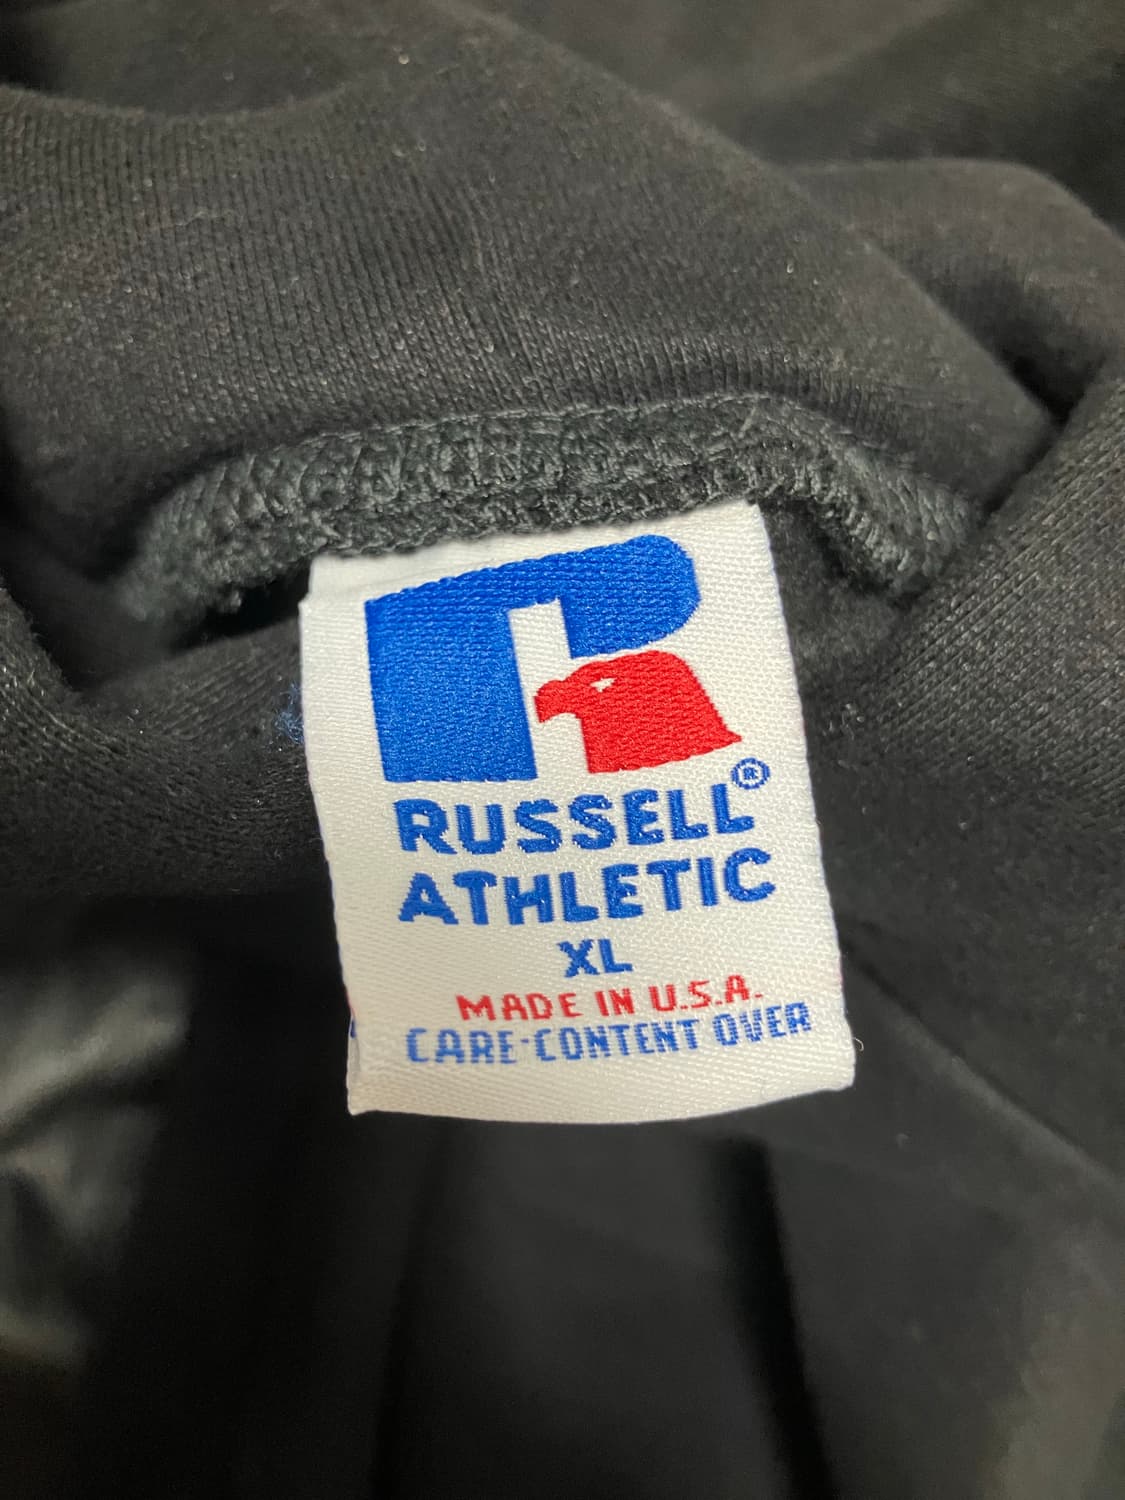 RUSSELL®
ATHLETIC
XL
MADE IN U.S.A.
CARE-CONTENT OVER